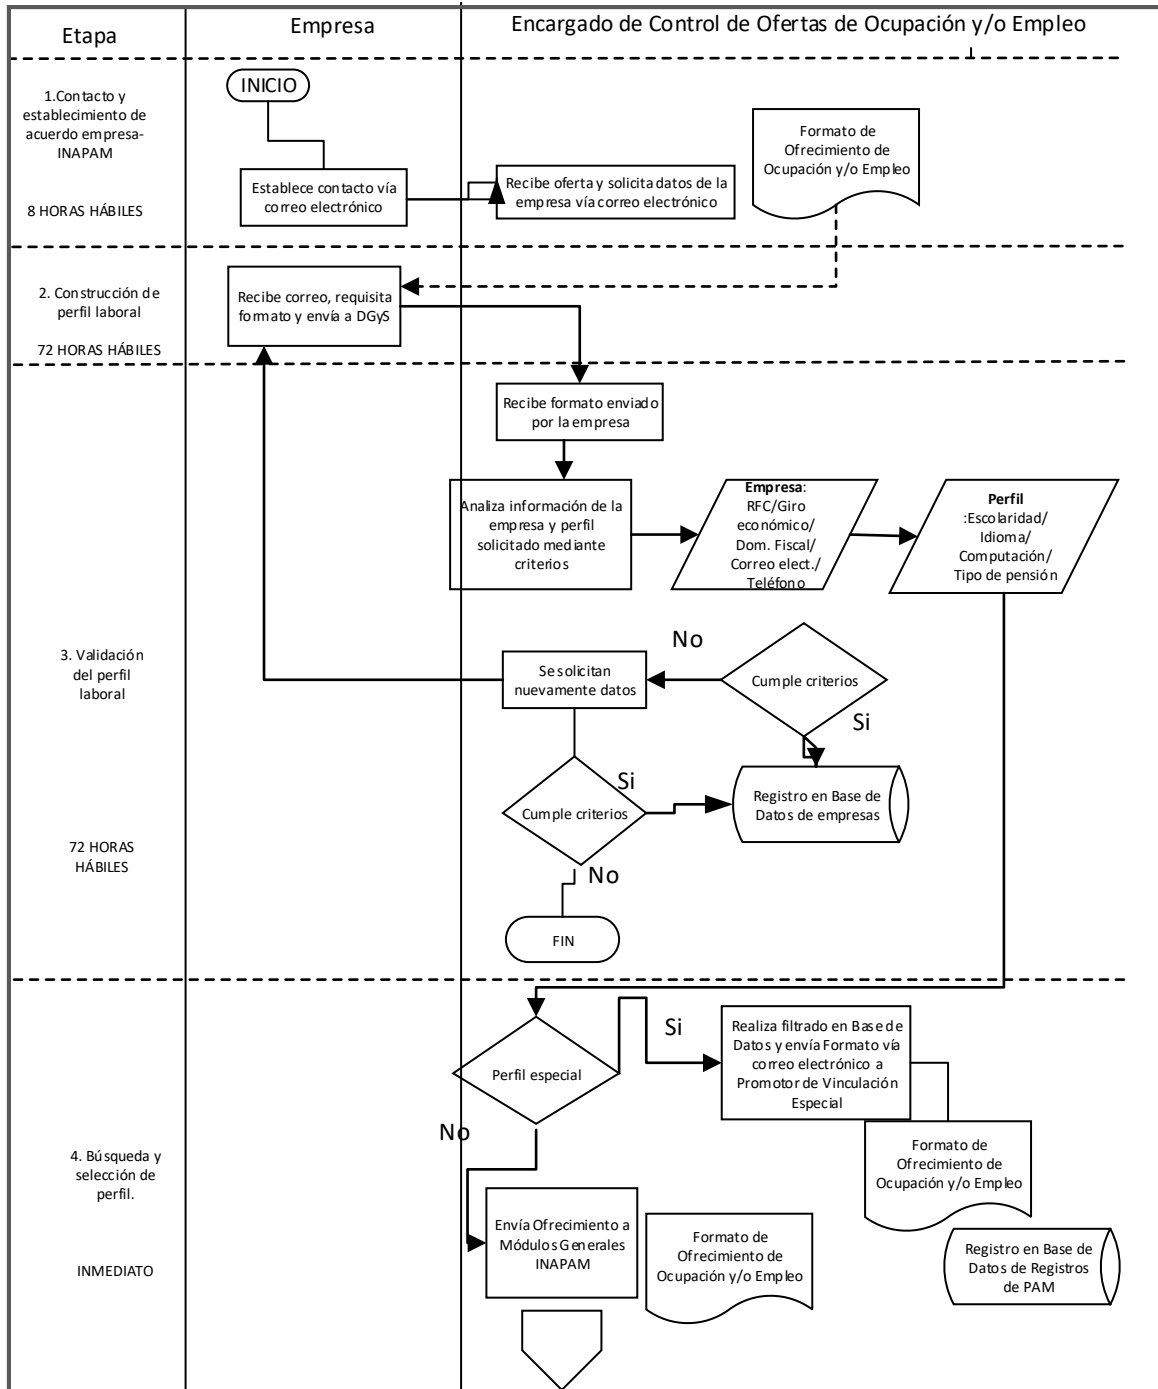 Etapa
Empresa
Encargado de Control de Ofertas de Ocupación y/o Empleo
1.Contacto y
establecimiento de
acuerdo empresa-
INAPAM
8 HORAS HÁBILES
INICIO
Establece contacto vía
correo electrónico
Recibe oferta y solicita datos de la
empresa vía correo electrónico
Formato de
Ofrecimiento de
Ocupación y/o Empleo
2. Construcción de
perfil laboral
72 HORAS HÁBILES
Recibe correo, requisita
formato y envía a DGyS
Recibe formato enviado
por la empresa
Analiza información de la
empresa y perfil
solicitado mediante
criterios
Empresa:
RFC/Giro
económico/
Dom. Fiscal/
Correo elect./
Teléfono
Perfil
:Escolaridad/
Idioma/
Computación/
Tipo de pensión
3. Validación
del perfil
laboral
72 HORAS
HÁBILES
No
Se solicitan
nuevamente datos
Cumple criterios
Si
Si
Cumple criterios
Registro en Base de
Datos de empresas
No
FIN
4. Búsqueda y
selección de
perfil.
INMEDIATO
Perfil especial
Si
Realiza filtrado en Base de
Datos y envía Formato vía
correo electrónico a
Promotor de Vinculación
Especial
No
Formato de
Ofrecimiento de
Ocupación y/o Empleo
Envía Ofrecimiento a
Módulos Generales
INAPAM
Formato de
Ofrecimiento de
Ocupación y/o Empleo
Registro en Base de
Datos de Registros
de PAM